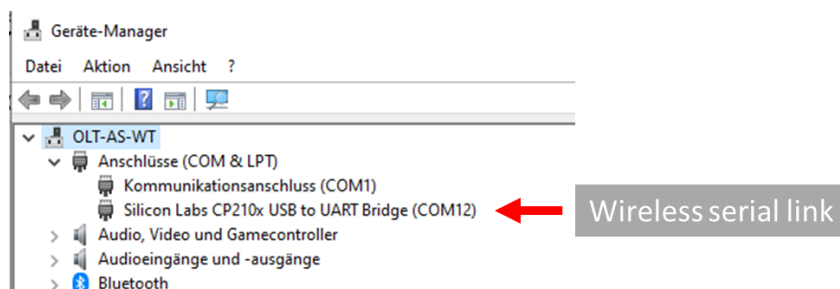 Geräte-Manager
Datei Aktion Ansicht ?
OLT-AS-WT
Anschlüsse (COM & LPT)
Kommunikationsanschluss (COM1)
Silicon Labs CP210x USB to UART Bridge (COM12)
Wireless serial link
Audio, Video und Gamecontroller
Audioeingänge und -ausgänge
Bluetooth